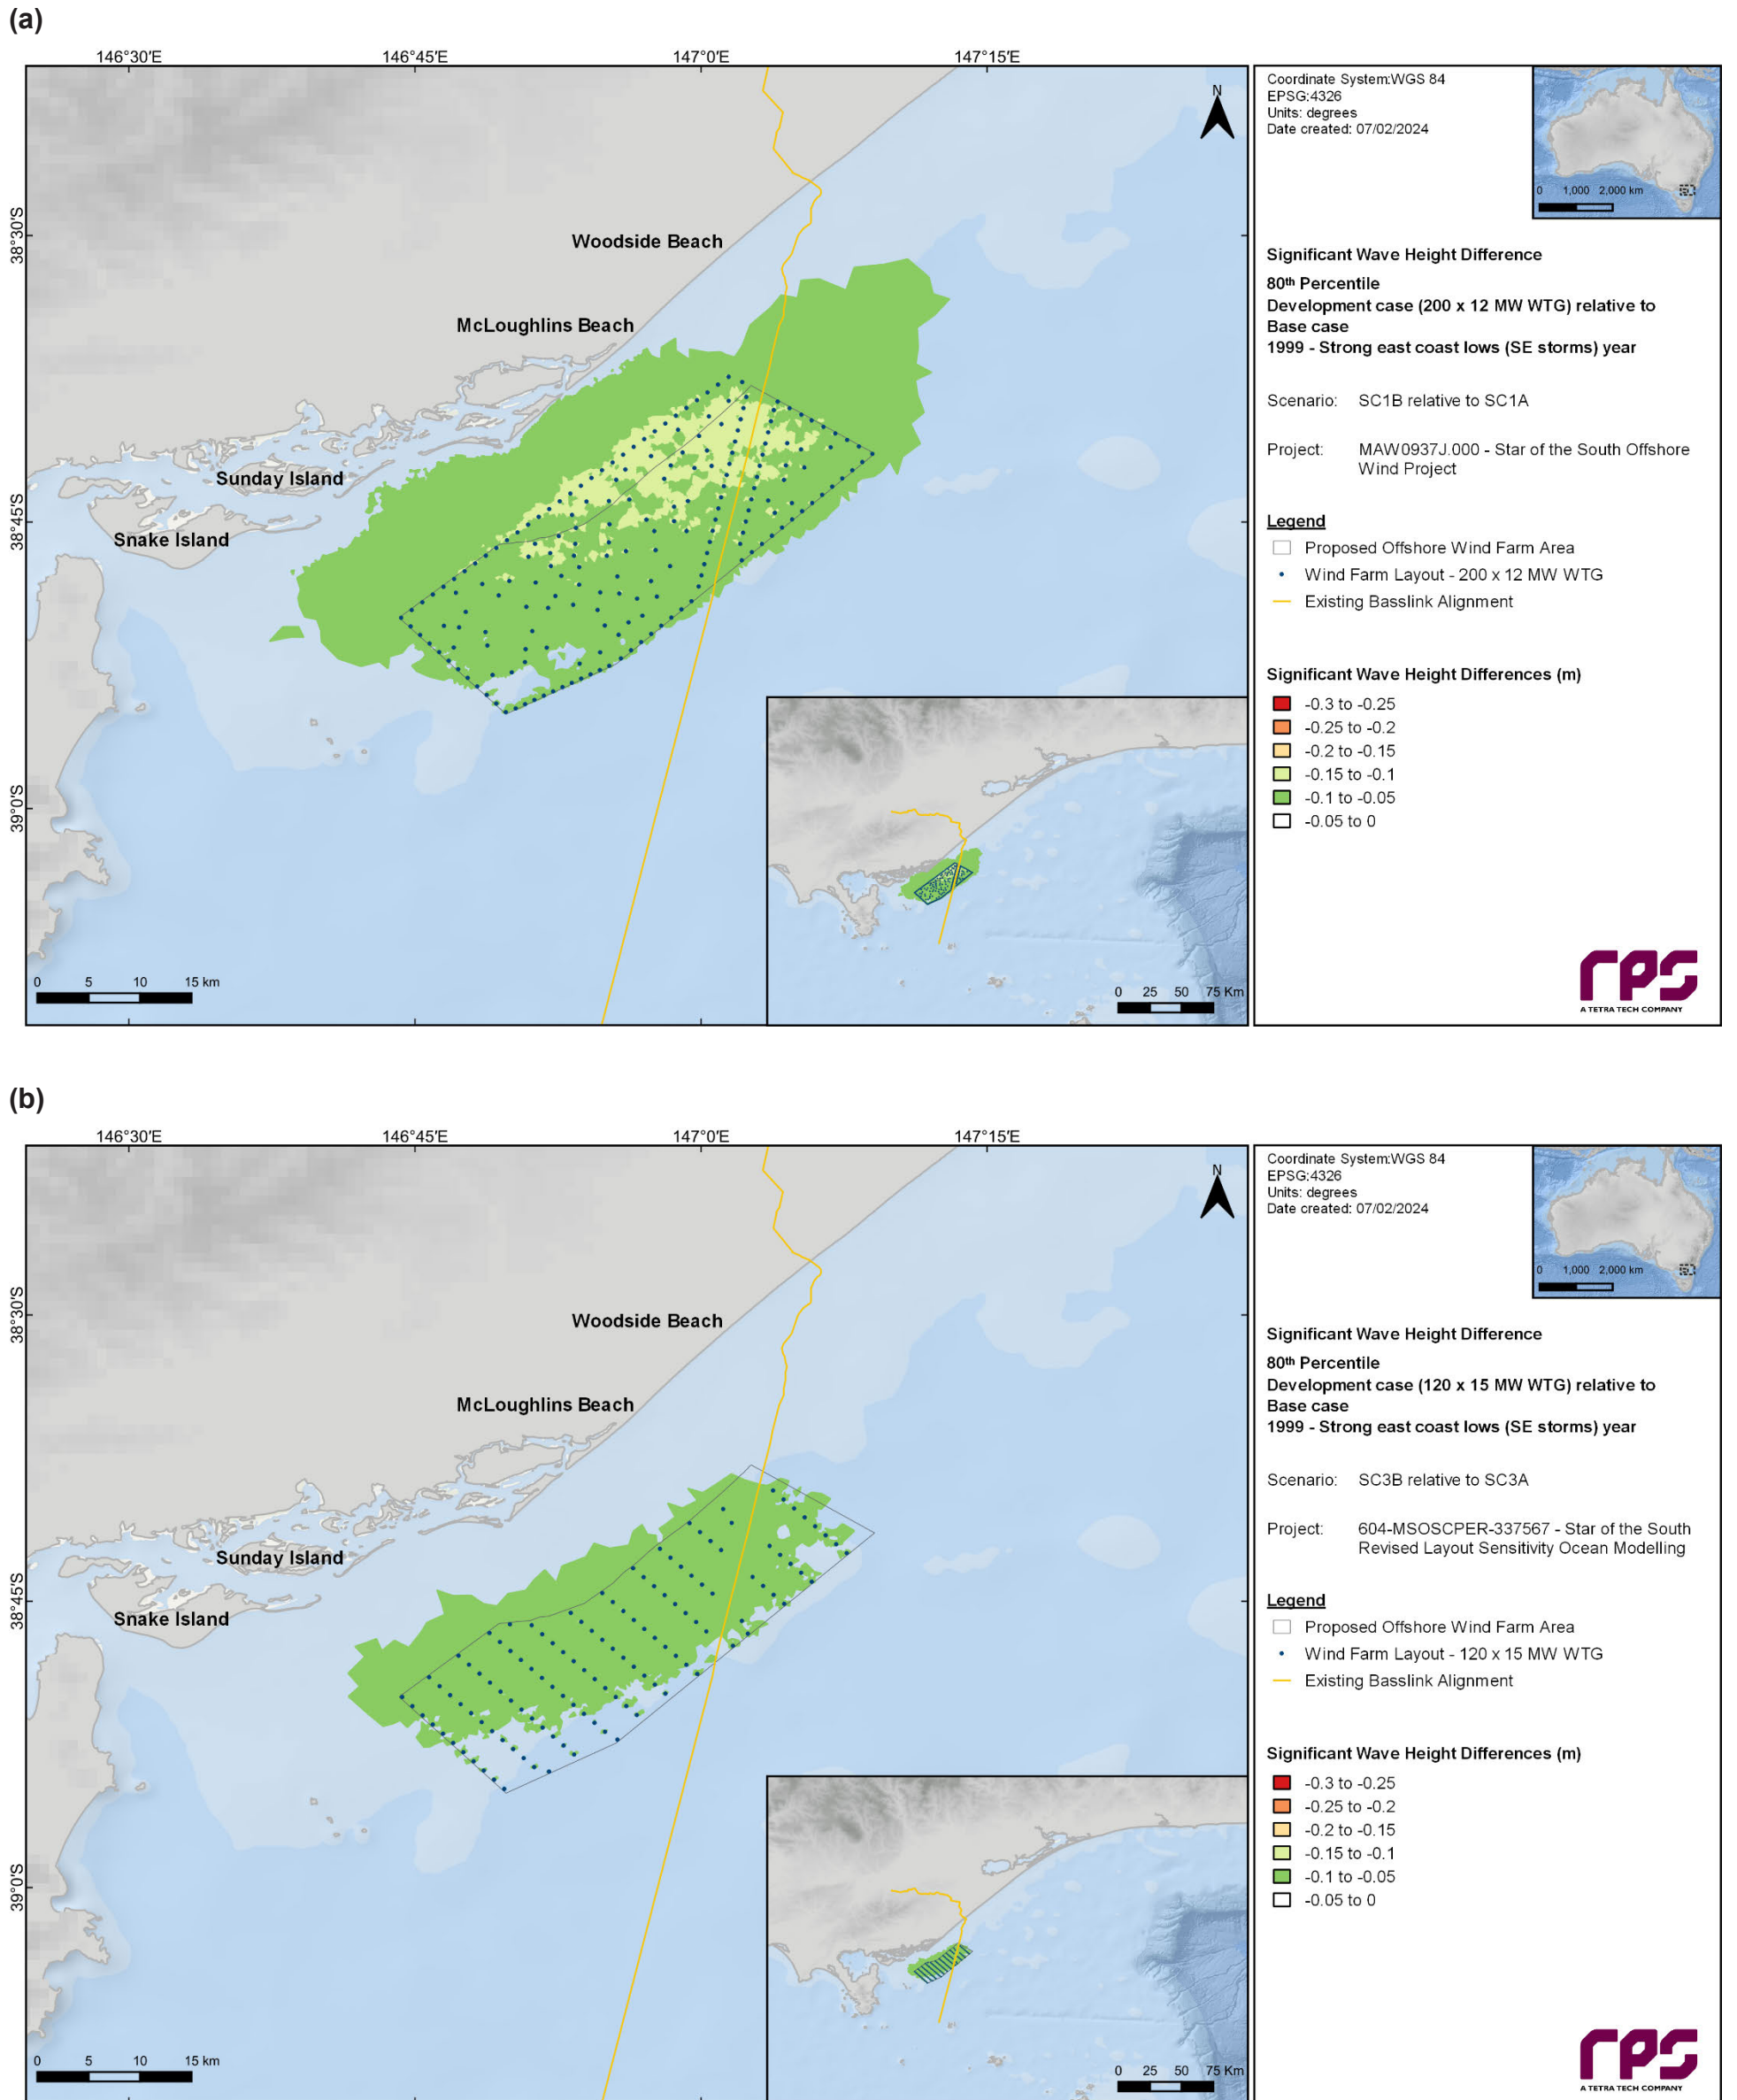 (a)
146°30'E 146°45'E 147°0'E 147°15'E
38°30'S
38°45'S
39°0'S
N
Woodside Beach
McLoughlins Beach
Sunday Island
Snake Island
0 5 10 15 km
0 25 50 75 Km
Coordinate System:WGS 84
EPSG:4326
Units: degrees
Date created: 07/02/2024
0 1,000 2,000 km
Significant Wave Height Difference
80th Percentile
Development case (200 x 12 MW WTG) relative to
Base case
1999 - Strong east coast lows (SE storms) year
Scenario: SC1B relative to SC1A
Project: MAW0937J.000 - Star of the South Offshore
Wind Project
Legend
Proposed Offshore Wind Farm Area
Wind Farm Layout - 200 x 12 MW WTG
Existing Basslink Alignment
Significant Wave Height Differences (m)
-0.3 to -0.25
-0.25 to -0.2
-0.2 to -0.15
-0.15 to -0.1
-0.1 to -0.05
-0.05 to 0
rps
A TETRA TECH COMPANY
(b)
146°30'E 146°45'E 147°0'E 147°15'E
38°30'S
38°45'S
39°0'S
N
Woodside Beach
McLoughlins Beach
Sunday Island
Snake Island
0 5 10 15 km
0 25 50 75 Km
Coordinate System:WGS 84
EPSG:4326
Units: degrees
Date created: 07/02/2024
0 1,000 2,000 km
Significant Wave Height Difference
80th Percentile
Development case (120 x 15 MW WTG) relative to
Base case
1999 - Strong east coast lows (SE storms) year
Scenario: SC3B relative to SC3A
Project: 604-MSOSCPER-337567 - Star of the South
Revised Layout Sensitivity Ocean Modelling
Legend
Proposed Offshore Wind Farm Area
Wind Farm Layout - 120 x 15 MW WTG
Existing Basslink Alignment
Significant Wave Height Differences (m)
-0.3 to -0.25
-0.25 to -0.2
-0.2 to -0.15
-0.15 to -0.1
-0.1 to -0.05
-0.05 to 0
rps
A TETRA TECH COMPANY